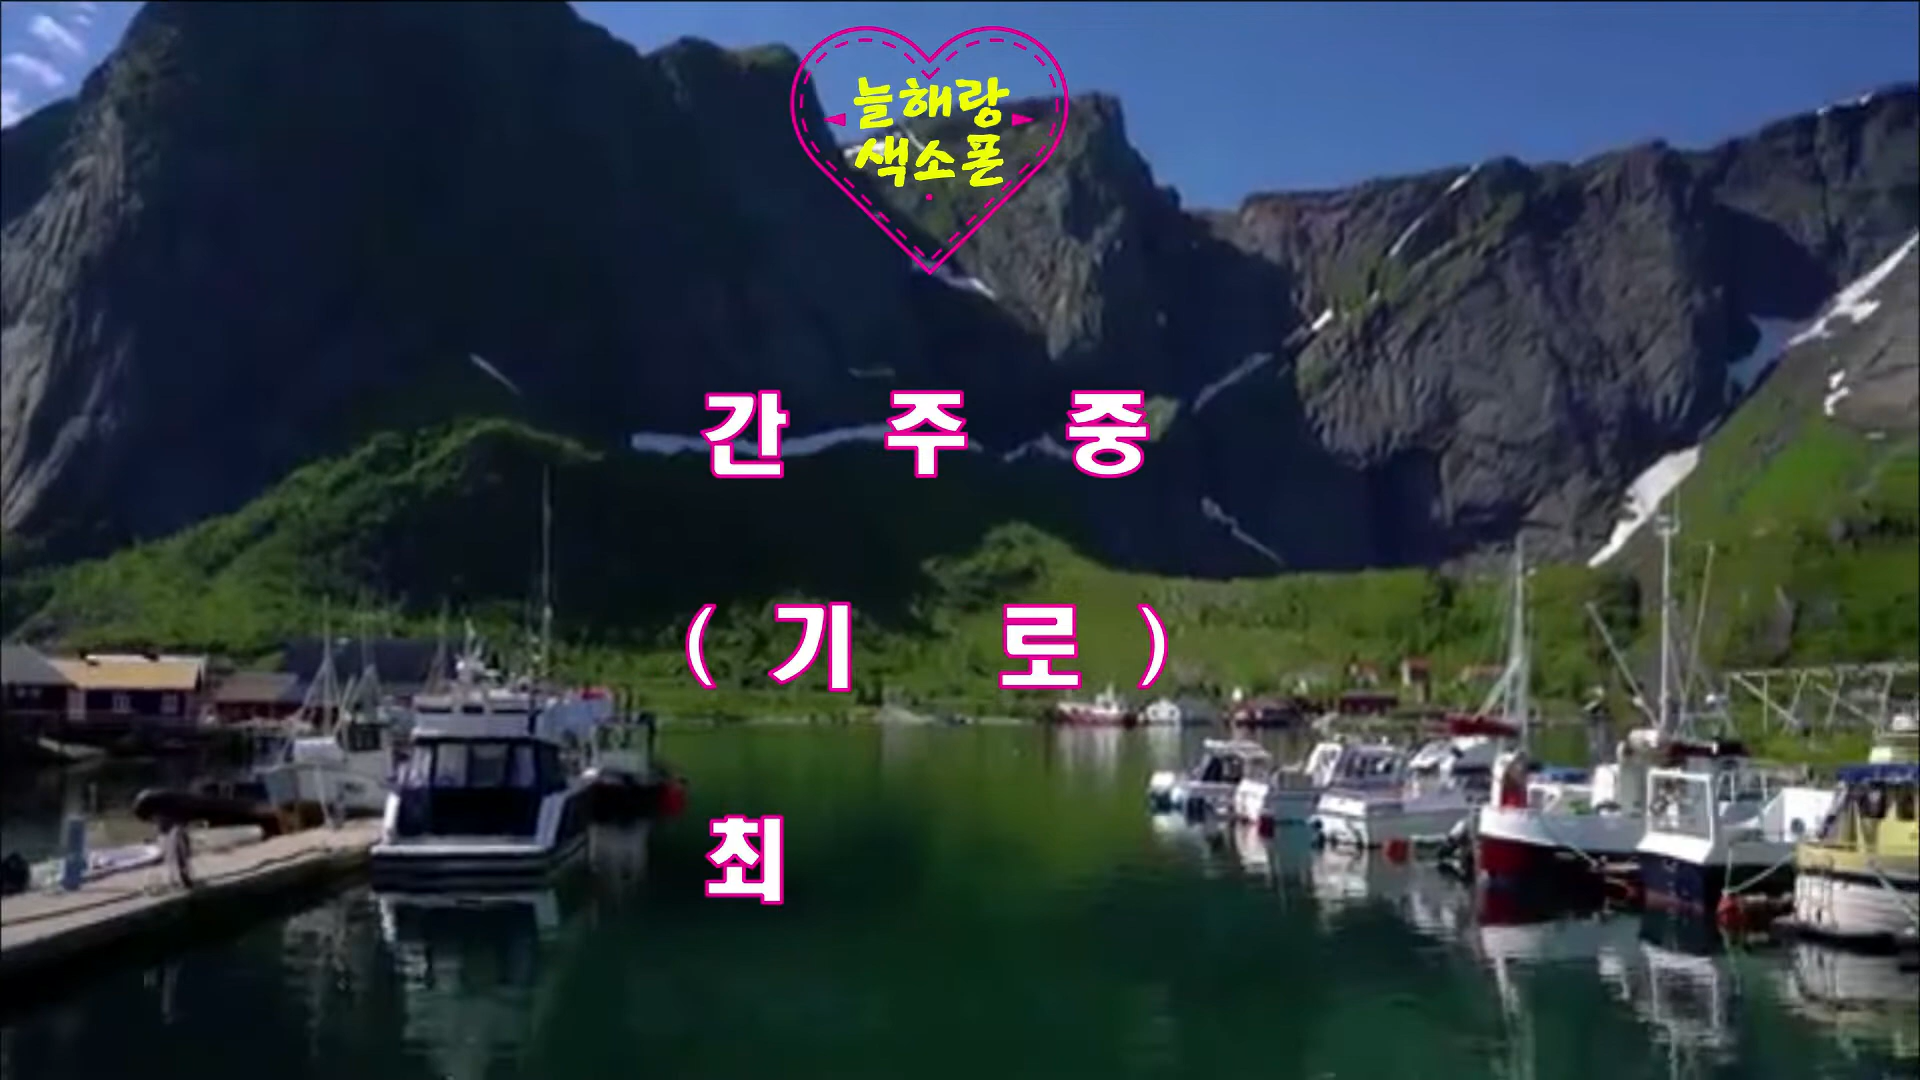 늘해랑
색소폰
간 주 중
( 기 로 )
최